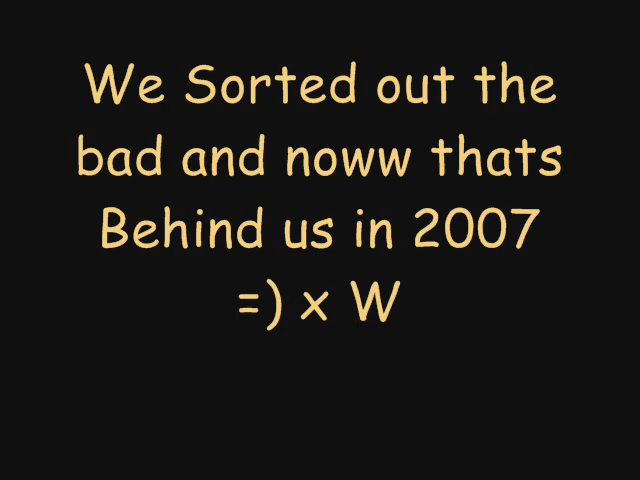 We Sorted out the
bad and noww thats
Behind us in 2007
=) x W